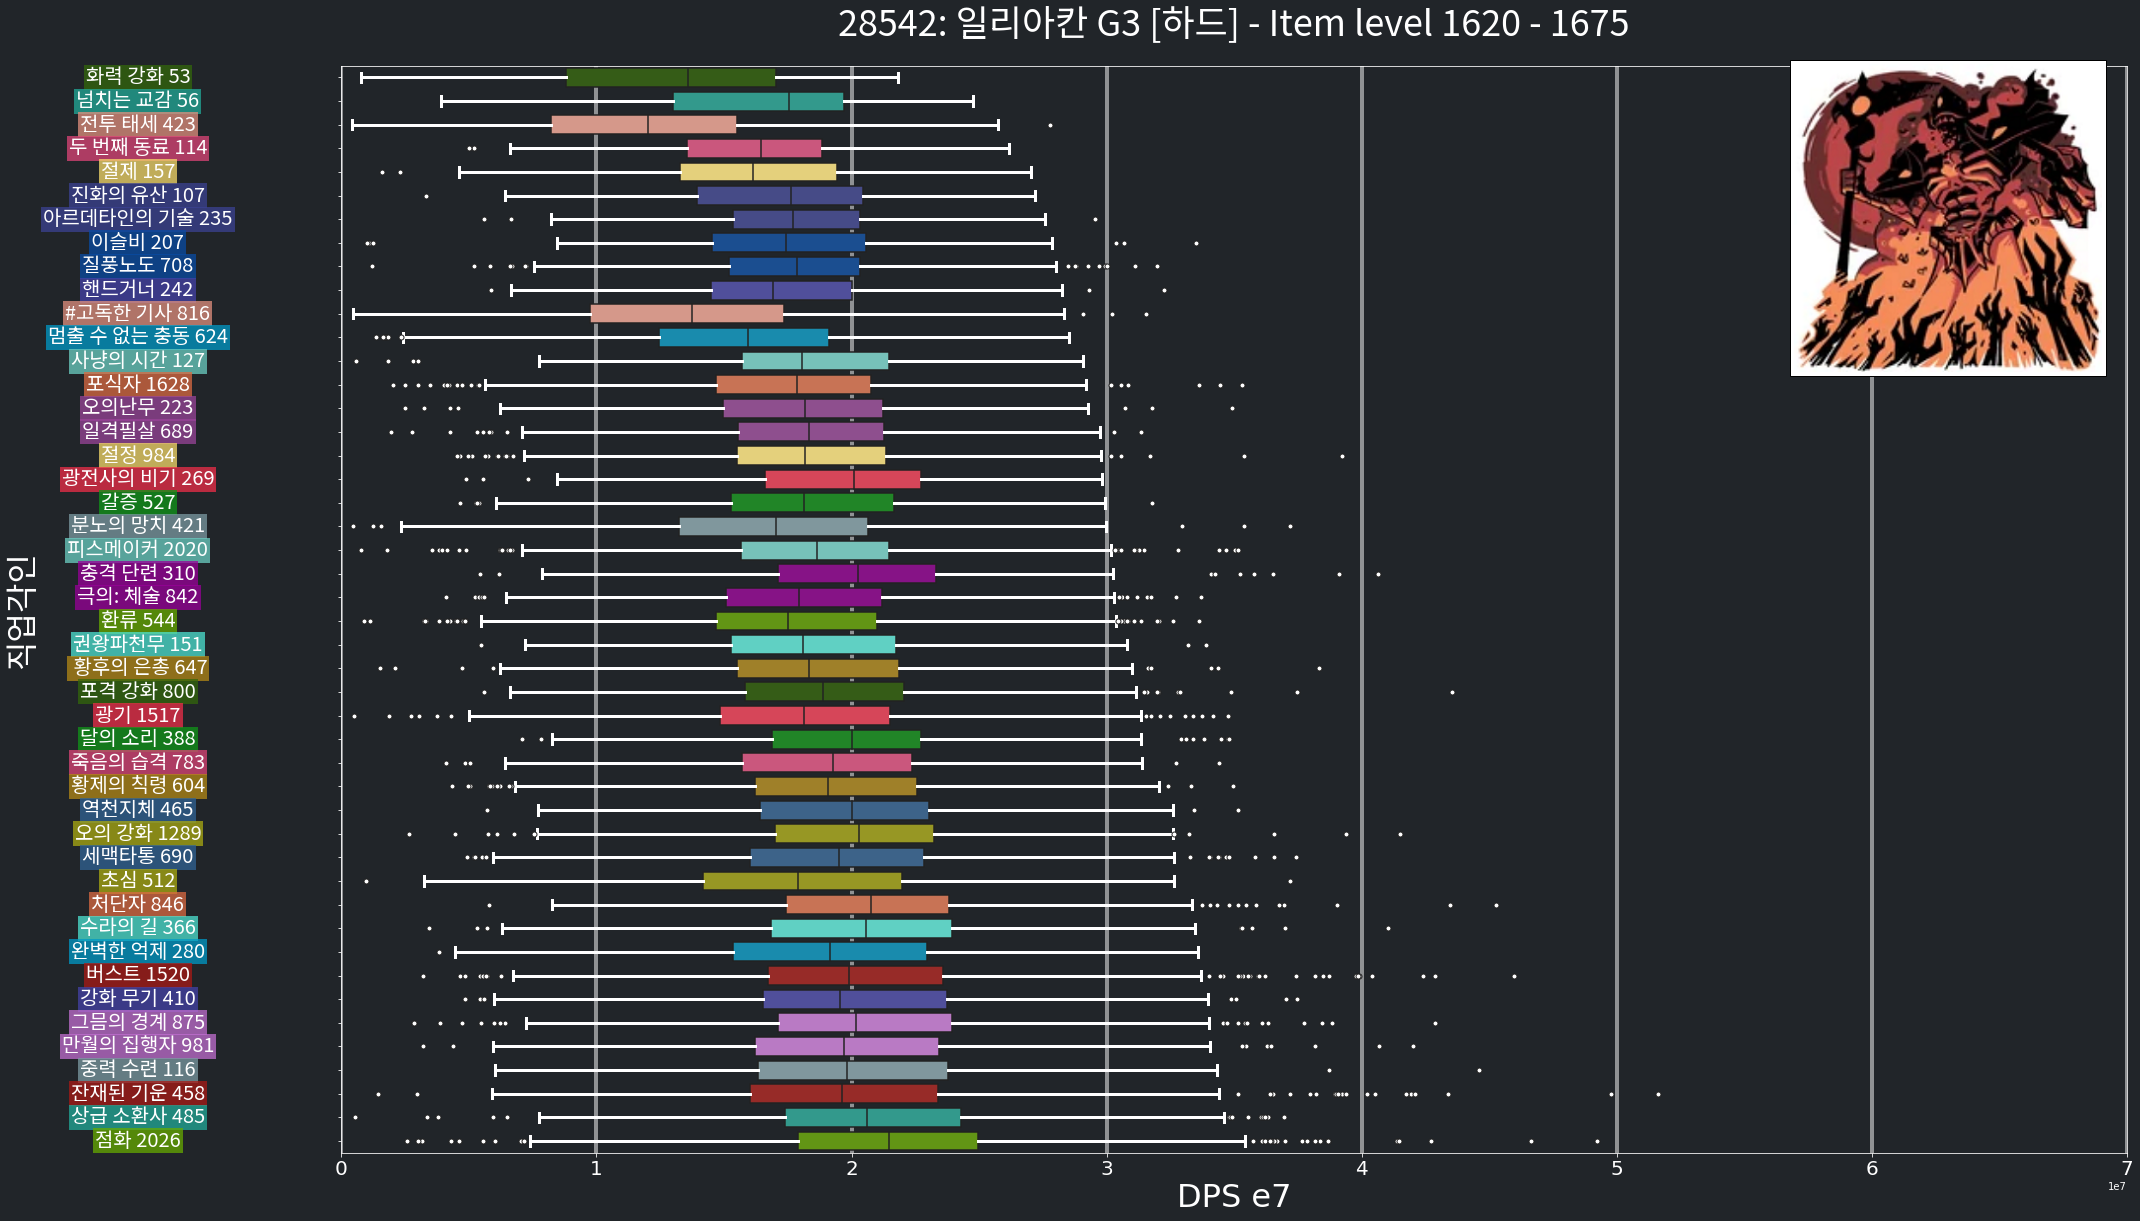 28542: 일리아칸 G3 [하드] - Item level 1620 - 1675
화력 강화 53
넘치는 교감 56
전투 태세 423
두 번째 동료 114
절제 157
진화의 유산 107
아르데타인의 기술 235
이슬비 207
질풍노도 708
핸드거너 242
#고독한 기사 816
멈출 수 없는 충동 624
사냥의 시간 127
포식자 1628
오의난무 223
일격필살 689
절정 984
광전사의 비기 269
갈증 527
분노의 망치 421
피스메이커 2020
충격 단련 310
극의: 체술 842
환류 544
권왕파천무 151
황후의 은총 647
포격 강화 800
광기 1517
달의 소리 388
죽음의 습격 783
황제의 칙령 604
역천지체 465
오의 강화 1289
세맥타통 690
초심 512
처단자 846
수라의 길 366
완벽한 억제 280
버스트 1520
강화 무기 410
그믐의 경계 875
만월의 집행자 981
중력 수련 116
잔재된 기운 458
상급 소환사 485
점화 2026
직업각인
0 1 2 3 4 5 6 7
DPS e7
1e7